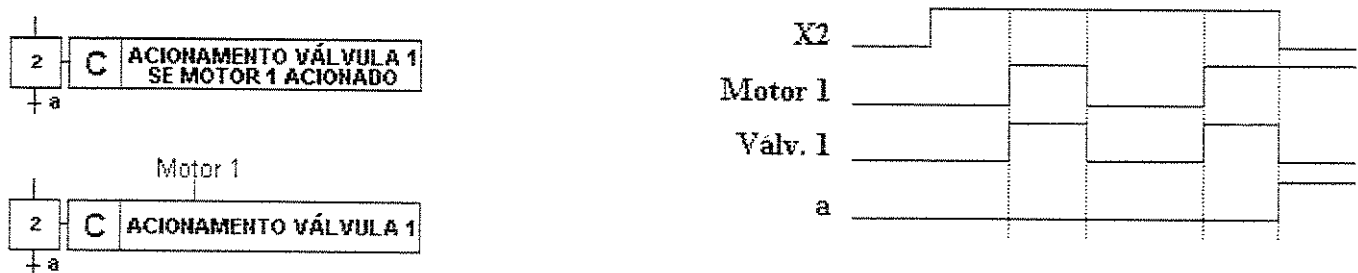 2 C ACIONAMENTO VÁLVULA 1
SE MOTOR 1 ACIONADO
a
Motor 1
2 C ACIONAMENTO VÁLVULA 1
a
X2
Motor 1
Válv. 1
a